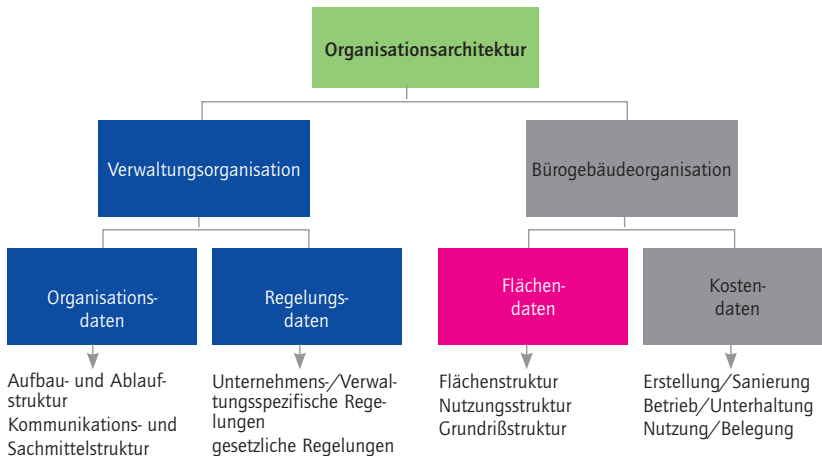 Organisationsarchitektur
Verwaltungsorganisation
Bürogebäudeorganisation
Organisations-
daten
Regelungs-
daten
Flächen-
daten
Kosten-
daten
Aufbau- und Ablauf-
struktur
Kommunikations- und
Sachmittelstruktur
Unternehmens-/Verwal-
tungsspezifische Rege-
lungen
gesetzliche Regelungen
Flächenstruktur
Nutzungsstruktur
Grundrißstruktur
Erstellung/Sanierung
Betrieb/Unterhaltung
Nutzung/Belegung